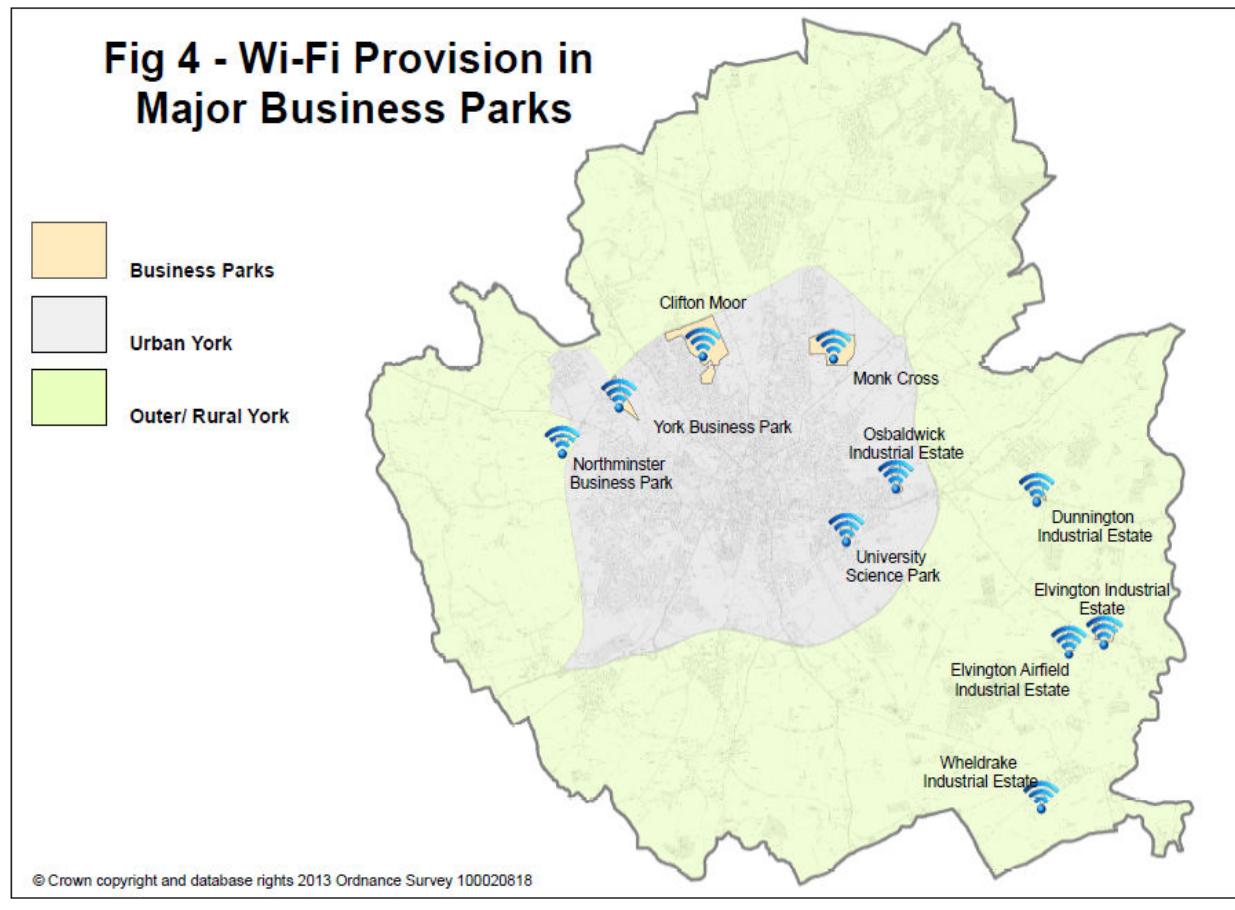 Fig 4 - Wi-Fi Provision in
Major Business Parks
Business Parks
Urban York
Outer/ Rural York
Clifton Moor
Monk Cross
York Business Park
Osbaldwick
Industrial Estate
Northminster
Business Park
Dunnington
Industrial Estate
University
Science Park
Elvington Industrial
Estate
Elvington Airfield
Industrial Estate
Wheldrake
Industrial Estate
© Crown copyright and database rights 2013 Ordnance Survey 100020818